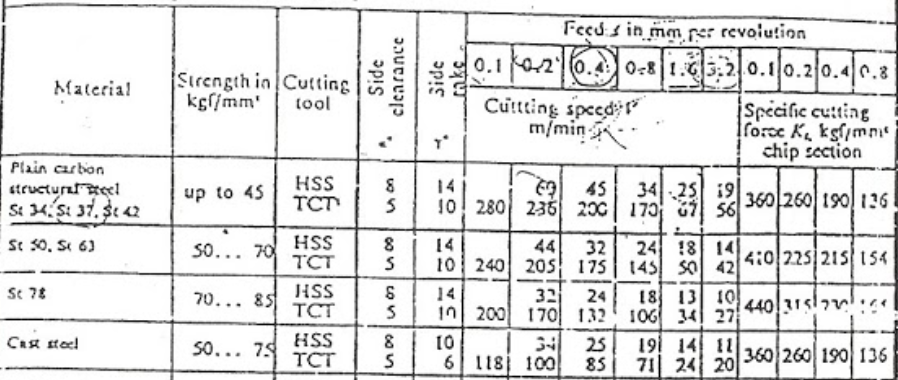 Feed s in mm per revolution
Material Strength in Cutting Side Side 0.1 0.2 0.4 0.8 1.6 3.2 0.1 0.2 0.4 0.8
kgf/mm² tool clearance rake Cuttting speed V Specific cutting
m/min force Ks kgf/mm²
α° γ° chip section
Plain carbon
structural steel up to 45 HSS 8 14 45 34 25 19
St 34, St 37, St 42 TCT 5 10 280 236 200 170 67 56 360 260 190 136
St 50, St 63 50... 70 HSS 8 14 44 32 24 18 14
TCT 5 10 240 205 175 145 50 42 410 225 215 154
St 78 70... 85 HSS 8 14 32 24 18 13 10
TCT 5 10 200 170 132 106 34 27 440 315
Cast steel 50... 75 HSS 8 10 34 25 19 14 11
TCT 5 6 118 100 85 71 24 20 360 260 190 136